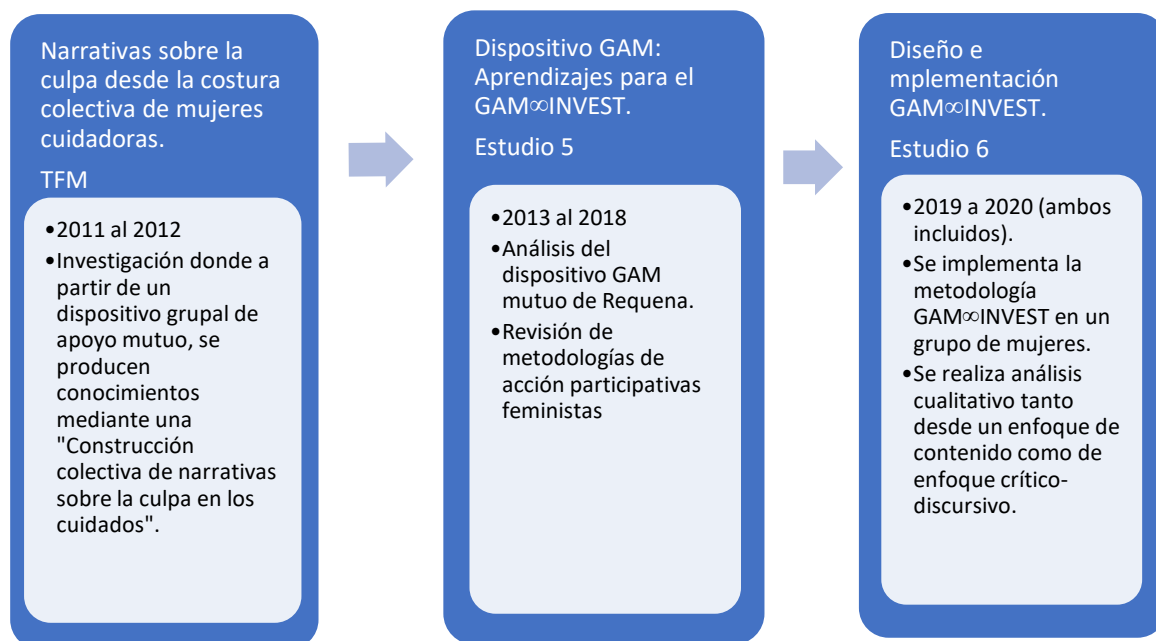 Narrativas sobre la
culpa desde la costura
colectiva de mujeres
cuidadoras.
TFM
•2011 al 2012
•Investigación donde a
partir de un
dispositivo grupal de
apoyo mutuo, se
producen
conocimientos
mediante una
"Construcción
colectiva de narrativas
sobre la culpa en los
cuidados".
Dispositivo GAM:
Aprendizajes para el
GAM∞INVEST.
Estudio 5
•2013 al 2018
•Análisis del
dispositivo GAM
mutuo de Requena.
•Revisión de
metodologías de
acción participativas
feministas
Diseño e
mplementación
GAM∞INVEST.
Estudio 6
•2019 a 2020 (ambos
incluidos).
•Se implementa la
metodología
GAM∞INVEST en un
grupo de mujeres.
•Se realiza análisis
cualitativo tanto
desde un enfoque de
contenido como de
enfoque crítico-
discursivo.